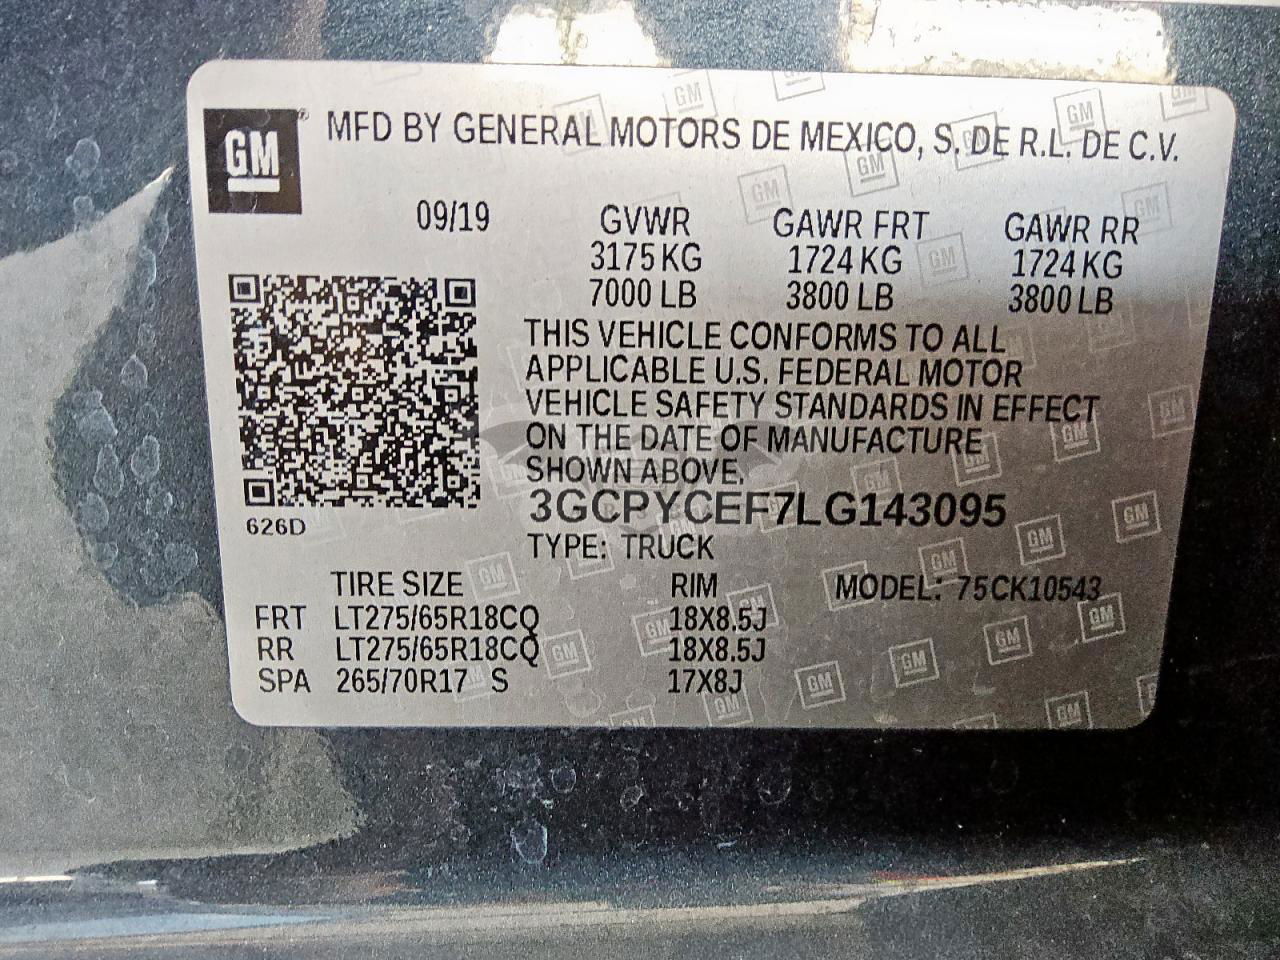 GM
MFD BY GENERAL MOTORS DE MEXICO, S. DE R.L. DE C.V.
09/19 GVWR GAWR FRT GAWR RR
3175 KG 1724 KG 1724 KG
7000 LB 3800 LB 3800 LB
THIS VEHICLE CONFORMS TO ALL
APPLICABLE U.S. FEDERAL MOTOR
VEHICLE SAFETY STANDARDS IN EFFECT
ON THE DATE OF MANUFACTURE
SHOWN ABOVE.
3GCPYCEF7LG143095
626D
TYPE: TRUCK
TIRE SIZE RIM MODEL: 75CK10543
FRT LT275/65R18CQ 18X8.5J
RR LT275/65R18CQ 18X8.5J
SPA 265/70R17 S 17X8J